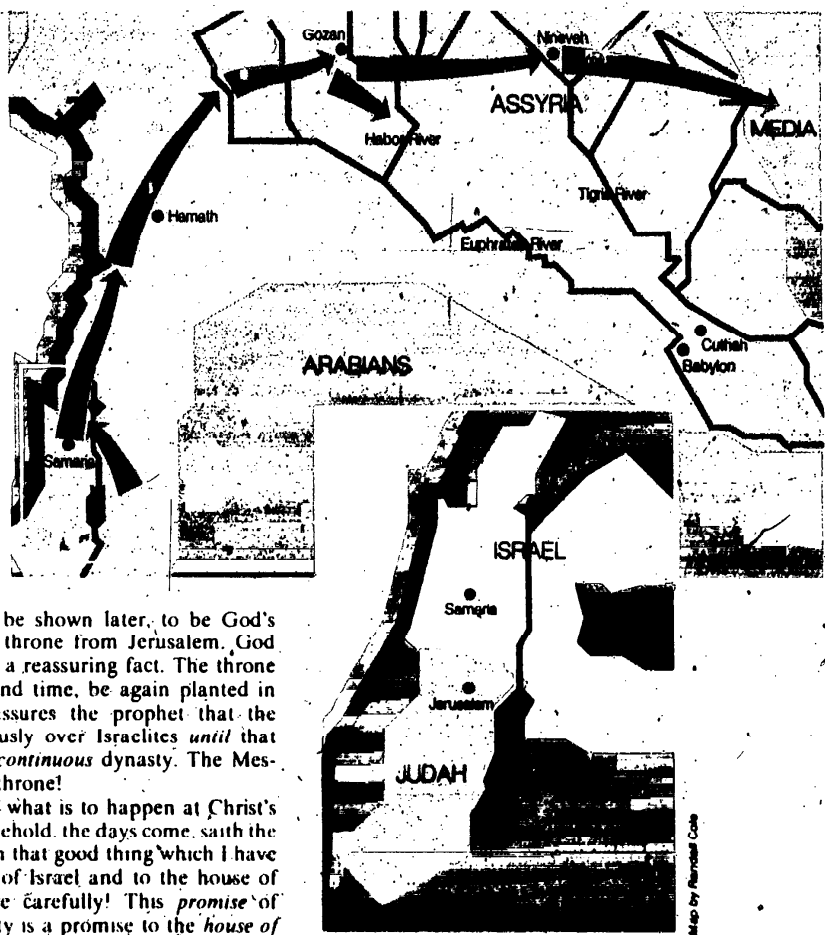 Gozan
Nineveh
ASSYRIA
MEDIA
Habor River
Hamath
Tigris River
Euphrates River
Cuthah
Babylon
ARABIANS
Samaria
ISRAEL
Samaria
Jerusalem
JUDAH
Map by Randall Cole
be shown later, to be God's
throne from Jerusalem. God
a reassuring fact. The throne
nd time, be again planted in
ssures the prophet that the
usly over Israelites until that
continuous dynasty. The Mes-
hrone!
what is to happen at Christ's
ehold, the days come, saith the
that good thing which I have
of Israel and to the house of
e carefully! This promise of
ty is a promise to the house of